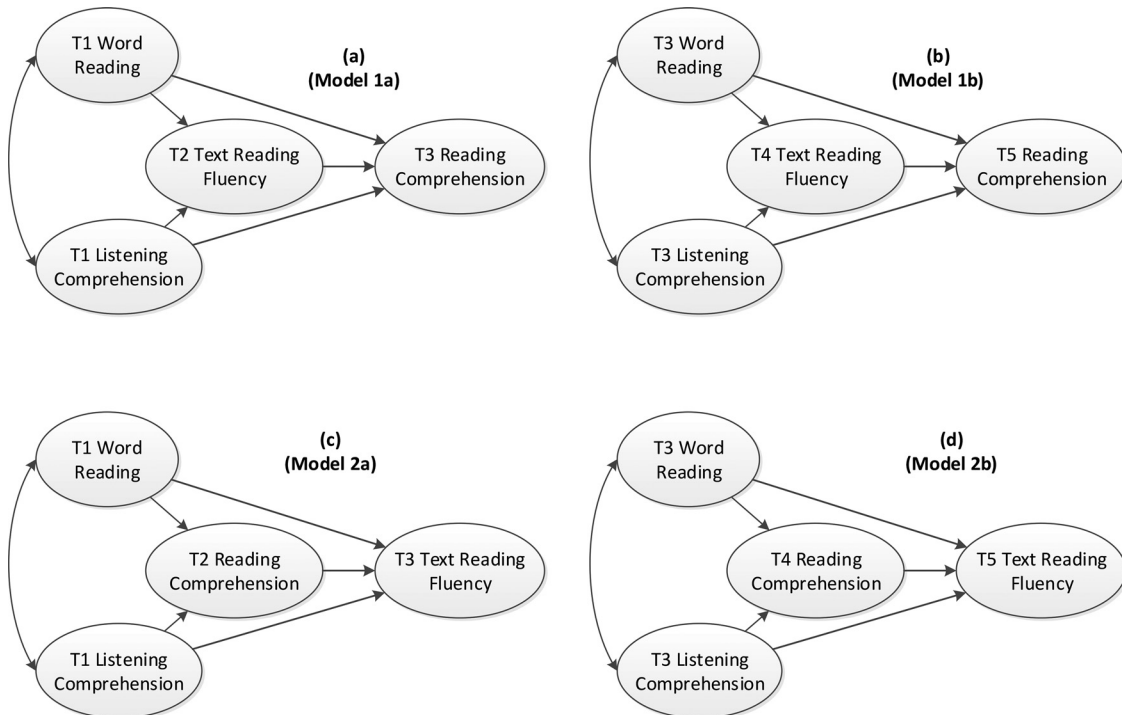 T1 Word
Reading
(a)
(Model 1a)
T2 Text Reading
Fluency
T3 Reading
Comprehension
T1 Listening
Comprehension
T3 Word
Reading
(b)
(Model 1b)
T4 Text Reading
Fluency
T5 Reading
Comprehension
T3 Listening
Comprehension
T1 Word
Reading
(c)
(Model 2a)
T2 Reading
Comprehension
T3 Text Reading
Fluency
T1 Listening
Comprehension
T3 Word
Reading
(d)
(Model 2b)
T4 Reading
Comprehension
T5 Text Reading
Fluency
T3 Listening
Comprehension